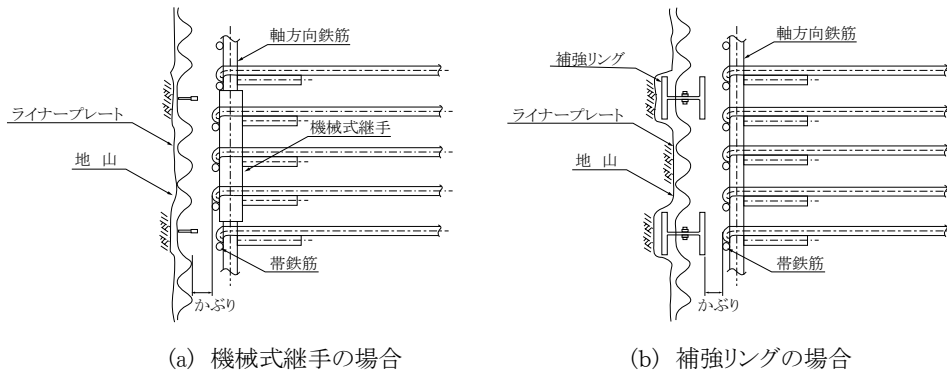 軸方向鉄筋
ライナープレート
機械式継手
地 山
帯鉄筋
かぶり
(a) 機械式継手の場合
軸方向鉄筋
補強リング
ライナープレート
地 山
帯鉄筋
かぶり
(b) 補強リングの場合